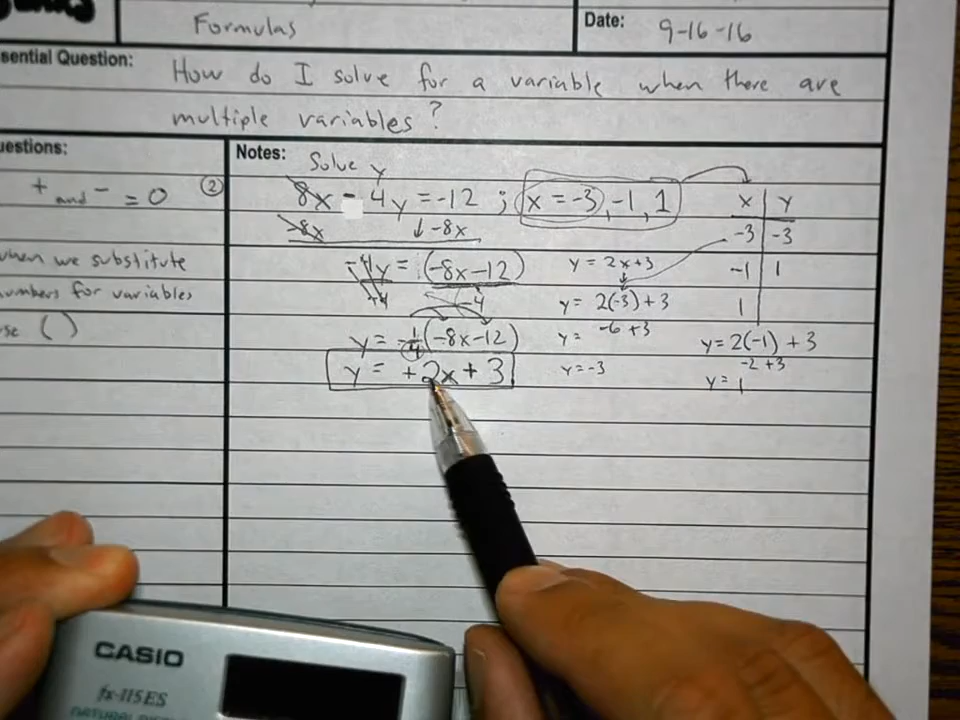 Formulas
Date: 9-16-16
sential Question: How do I solve for a variable when there are
multiple variables?
uestions:
+ and - = 0
when we substitute
numbers for variables
se ( )
Notes: Solve y
② 8x - 4y = -12 ; x = -3, -1, 1
-8x ↓ -8x
-4y = (-8x-12)
-4
y = -1/4(-8x-12)
y = +2x + 3
y = 2x+3
y = 2(-3)+3
y = -6+3
y = -3
x y
-3 -3
-1 1
1
y = 2(-1) + 3
-2+3
y = 1
CASIO
fx-115ES